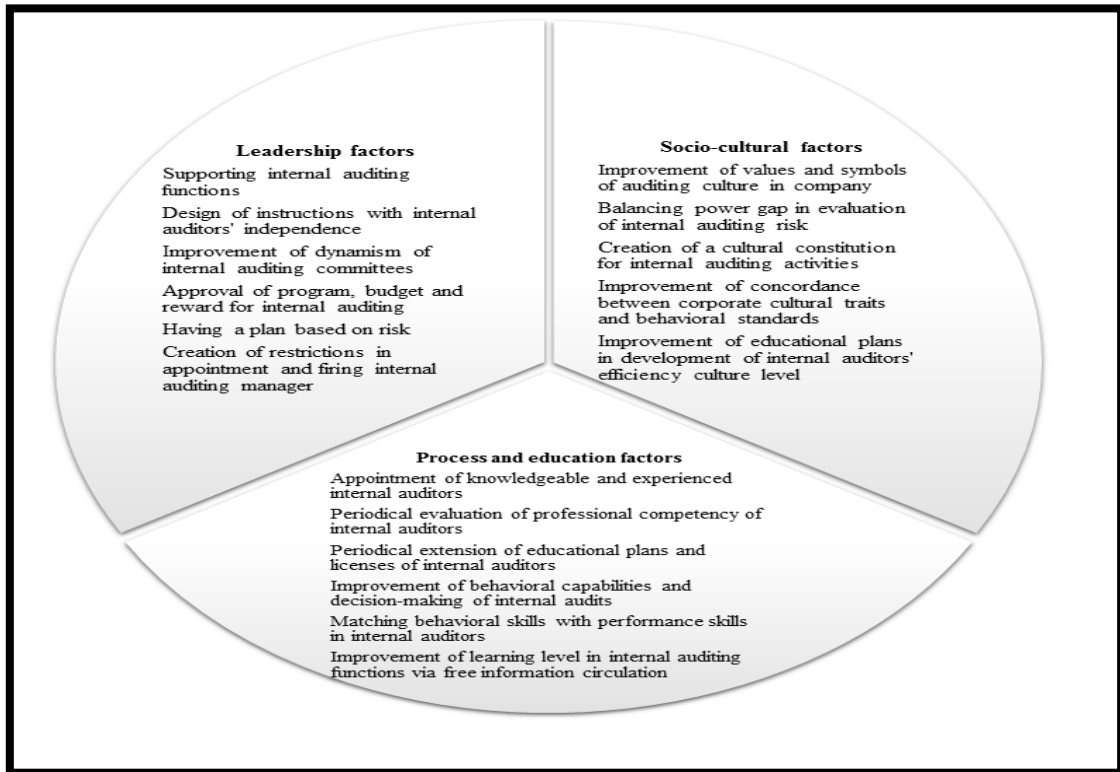 Leadership factors
Supporting internal auditing
functions
Design of instructions with internal
auditors' independence
Improvement of dynamism of
internal auditing committees
Approval of program, budget and
reward for internal auditing
Having a plan based on risk
Creation of restrictions in
appointment and firing internal
auditing manager
Socio-cultural factors
Improvement of values and symbols
of auditing culture in company
Balancing power gap in evaluation
of internal auditing risk
Creation of a cultural constitution
for internal auditing activities
Improvement of concordance
between corporate cultural traits
and behavioral standards
Improvement of educational plans
in development of internal auditors'
efficiency culture level
Process and education factors
Appointment of knowledgeable and experienced
internal auditors
Periodical evaluation of professional competency of
internal auditors
Periodical extension of educational plans and
licenses of internal auditors
Improvement of behavioral capabilities and
decision-making of internal audits
Matching behavioral skills with performance skills
in internal auditors
Improvement of learning level in internal auditing
functions via free information circulation